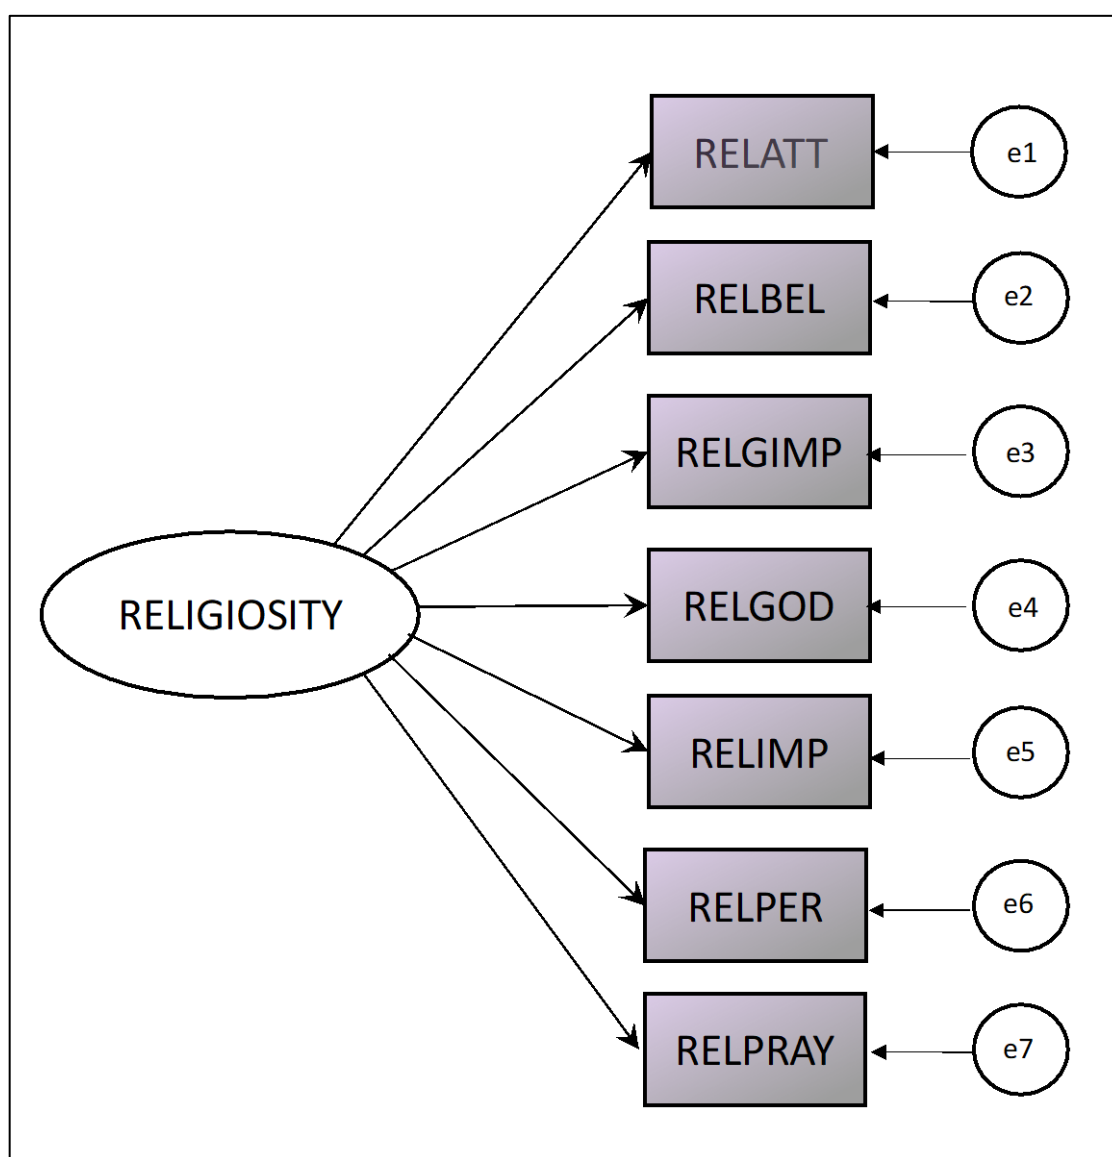 RELATT
e1
RELBEL
e2
RELGIMP
e3
RELIGIOSITY
RELGOD
e4
RELIMP
e5
RELPER
e6
RELPRAY
e7